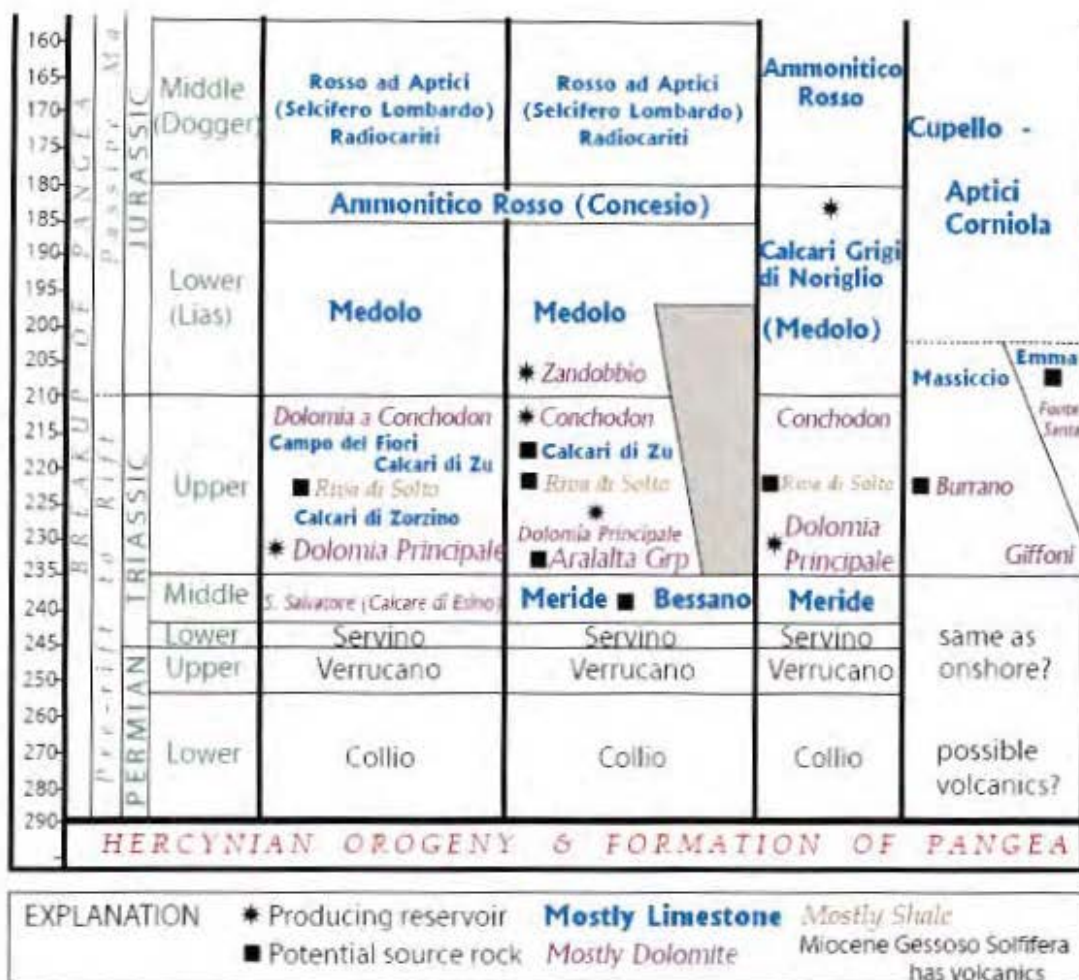 160
165
170
175
180
185
190
195
200
205
210
215
220
225
230
235
240
245
250
260
270
280
290
BREAKUP OF PANGEA
Pre-rift to Rift
Passive Ma
JURASSIC
TRIASSIC
PERMIAN
Middle
(Dogger)
Lower
(Lias)
Upper
Middle
Lower
Upper
Lower
Rosso ad Aptici
(Selcifero Lombardo)
Radiocariti
Rosso ad Aptici
(Selcifero Lombardo)
Radiocariti
Ammonitico
Rosso
Cupello -
Aptici
Corniola
Ammonitico Rosso (Concesio)
Medolo
Medolo
Zandobbio
Calcari Grigi
di Noriglio
(Medolo)
Massiccio
Emma
Fonte
Santa
Dolomia a Conchodon
Campo dei Fiori
Calcari di Zu
Riva di Solto
Calcari di Zorzino
Dolomia Principale
Conchodon
Calcari di Zu
Riva di Solto
Dolomia Principale
Aralalta Grp
Conchodon
Riva di Solto
Dolomia
Principale
Burrano
Giffoni
S. Salvatore (Calcare di Esino)
Meride Bessano
Meride
Servino
Servino
Servino
same as
onshore?
Verrucano
Verrucano
Verrucano
Collio
Collio
Collio
possible
volcanics?
HERCYNIAN OROGENY & FORMATION OF PANGEA
EXPLANATION
Producing reservoir
Potential source rock
Mostly Limestone
Mostly Dolomite
Mostly Shale
Miocene Gessoso Solfifera
has volcanics